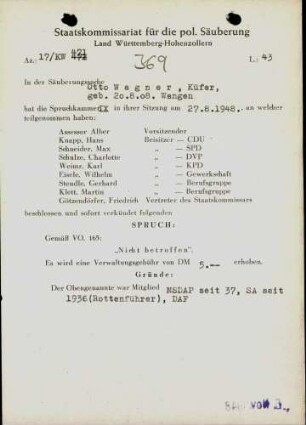 Staatskommissariat für die pol. Säuberung
Land Württemberg-Hohenzollern
Az.: 17/KW 421 L.: 43
369
In der Säuberungssache
Otto Wegner , Küfer,
geb. 20.8.08. Wangen
hat die Spruchkammer IX in ihrer Sitzung am 27.8.1948. an welcher
teilgenommen haben:
Assessor Alber Vorsitzender
Knapp, Hans Beisitzer — CDU
Schneider, Max „ — SPD
Schulze, Charlotte „ — DVP
Weinz, Karl „ — KPD
Eisele, Wilhelm „ — Gewerkschaft
Steudle, Gerhard „ — Berufsgruppe
Klett, Martin „ — Berufsgruppe
Götzendörfer, Friedrich Vertreter des Staatskommissars
beschlossen und sofort verkündet folgenden
SPRUCH:
Gemäß VO. 165:
„Nicht betroffen".
Es wird eine Verwaltungsgebühr von DM 5.-- erhoben.
Gründe:
Der Obengenannte war Mitglied NSDAP seit 37, SA seit
1936(Rottenführer), DAF